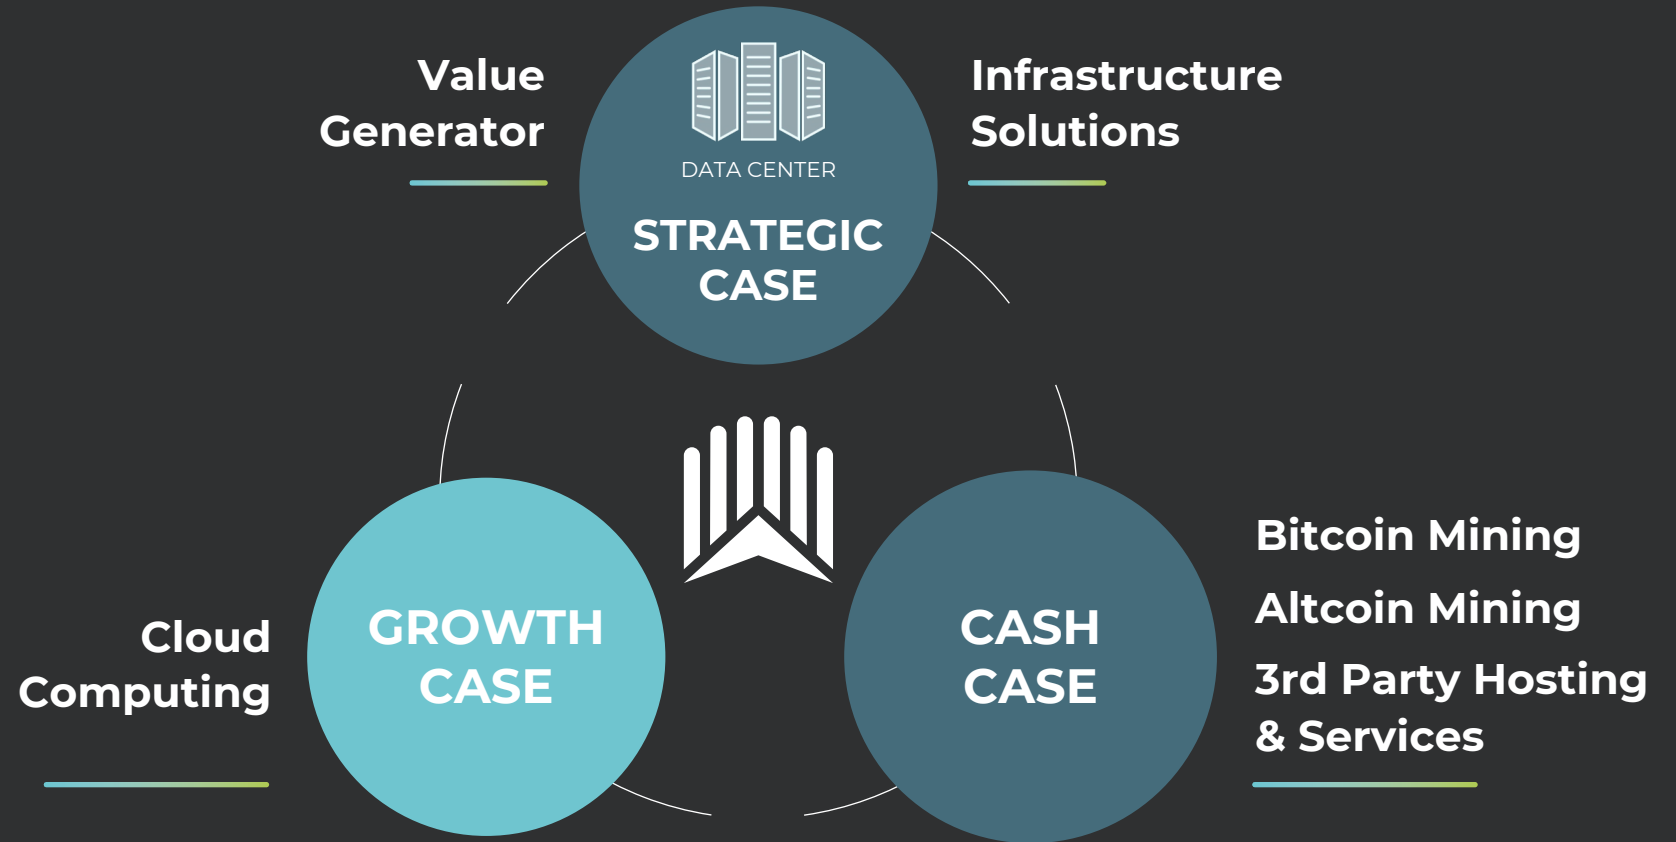 Value
Generator
DATA CENTER
STRATEGIC
CASE
Infrastructure
Solutions
Cloud
Computing
GROWTH
CASE
CASH
CASE
Bitcoin Mining
Altcoin Mining
3rd Party Hosting
& Services